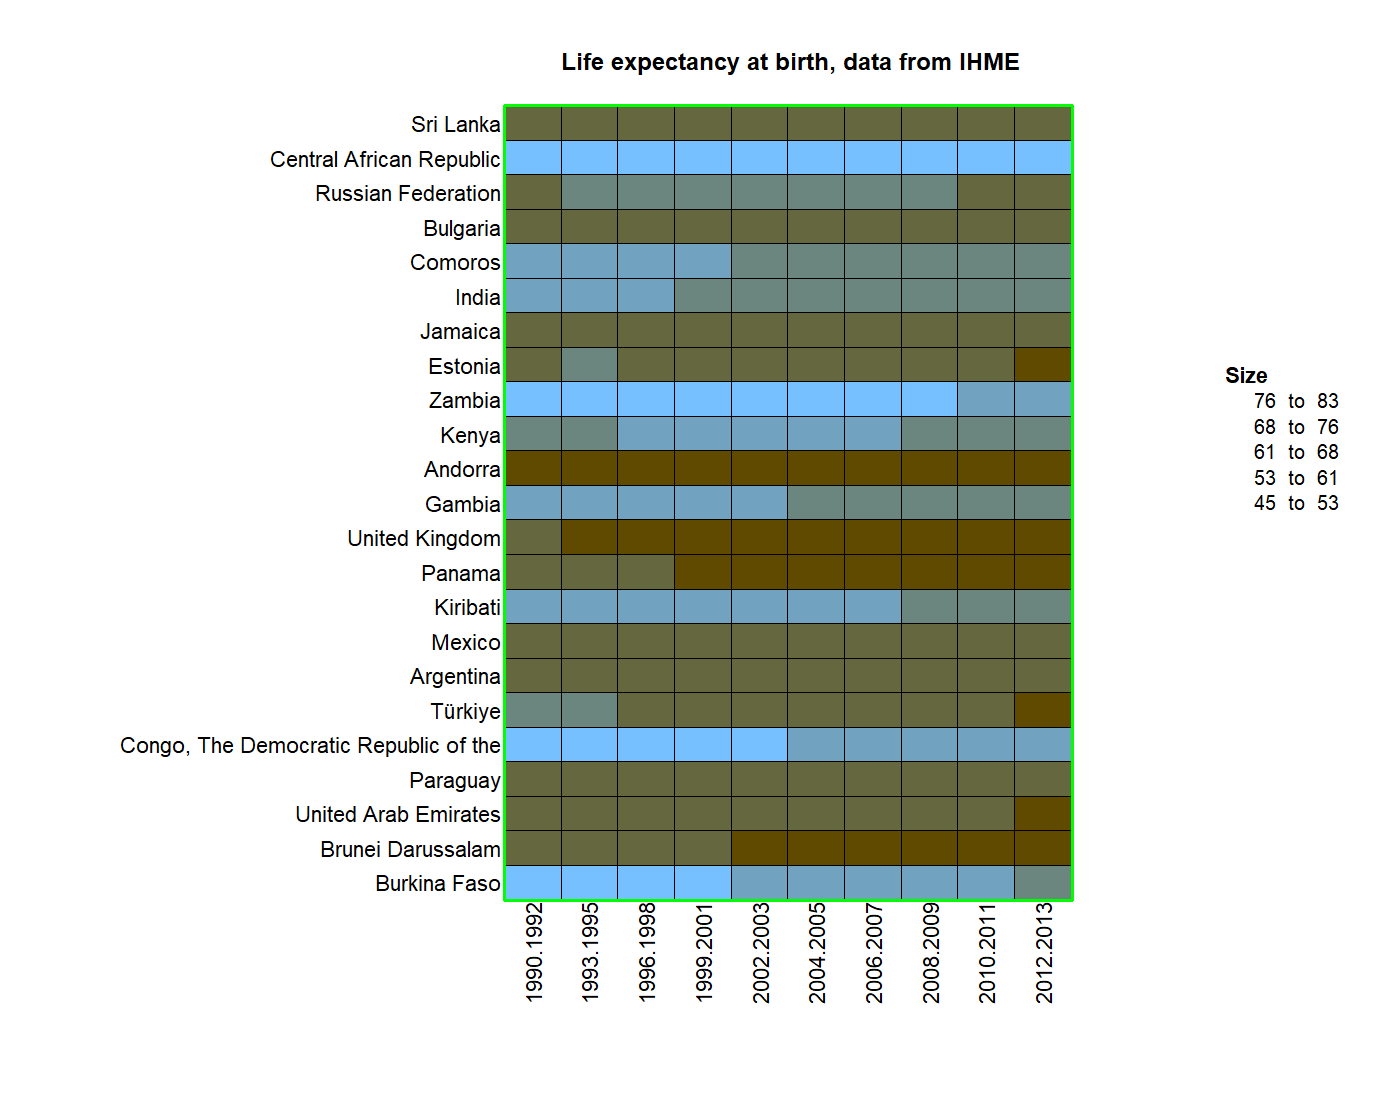 Life expectancy at birth, data from IHME
Sri Lanka
Central African Republic
Russian Federation
Bulgaria
Comoros
India
Jamaica
Estonia
Zambia
Kenya
Andorra
Gambia
United Kingdom
Panama
Kiribati
Mexico
Argentina
Türkiye
Congo, The Democratic Republic of the
Paraguay
United Arab Emirates
Brunei Darussalam
Burkina Faso
1990.1992
1993.1995
1996.1998
1999.2001
2002.2003
2004.2005
2006.2007
2008.2009
2010.2011
2012.2013
Size
76 to 83
68 to 76
61 to 68
53 to 61
45 to 53